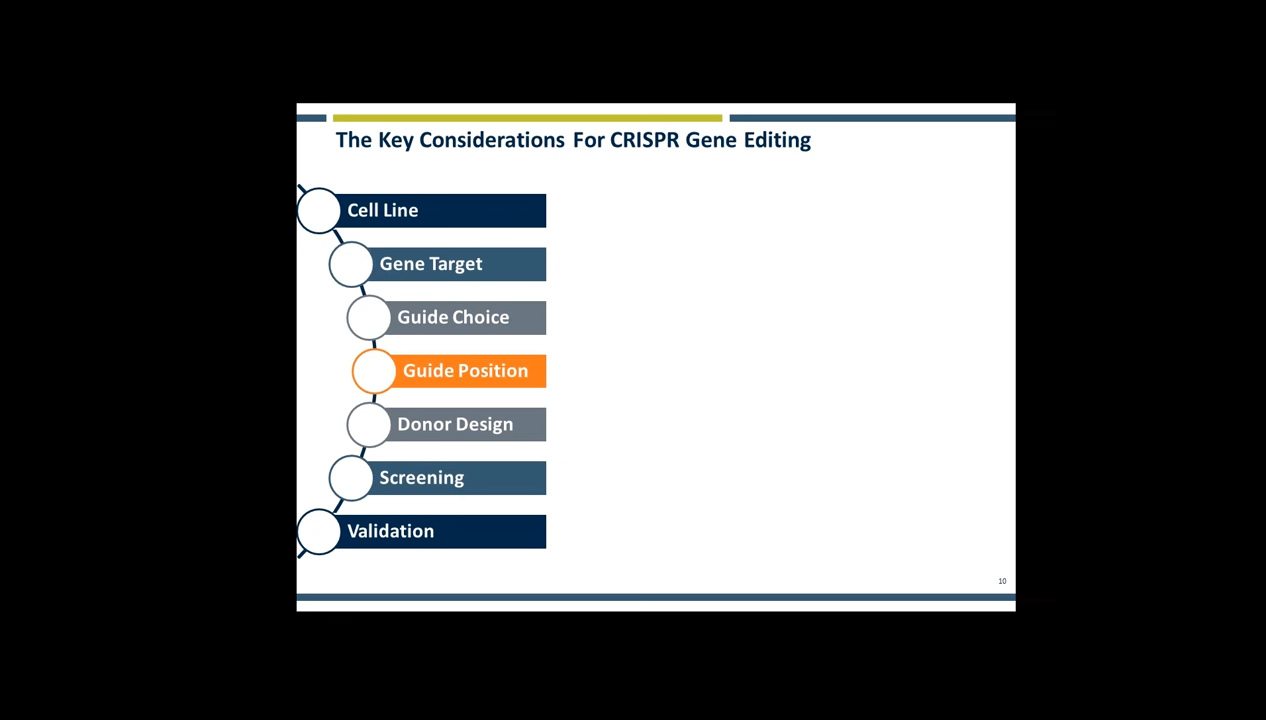 The Key Considerations For CRISPR Gene Editing
Cell Line
Gene Target
Guide Choice
Guide Position
Donor Design
Screening
Validation
10